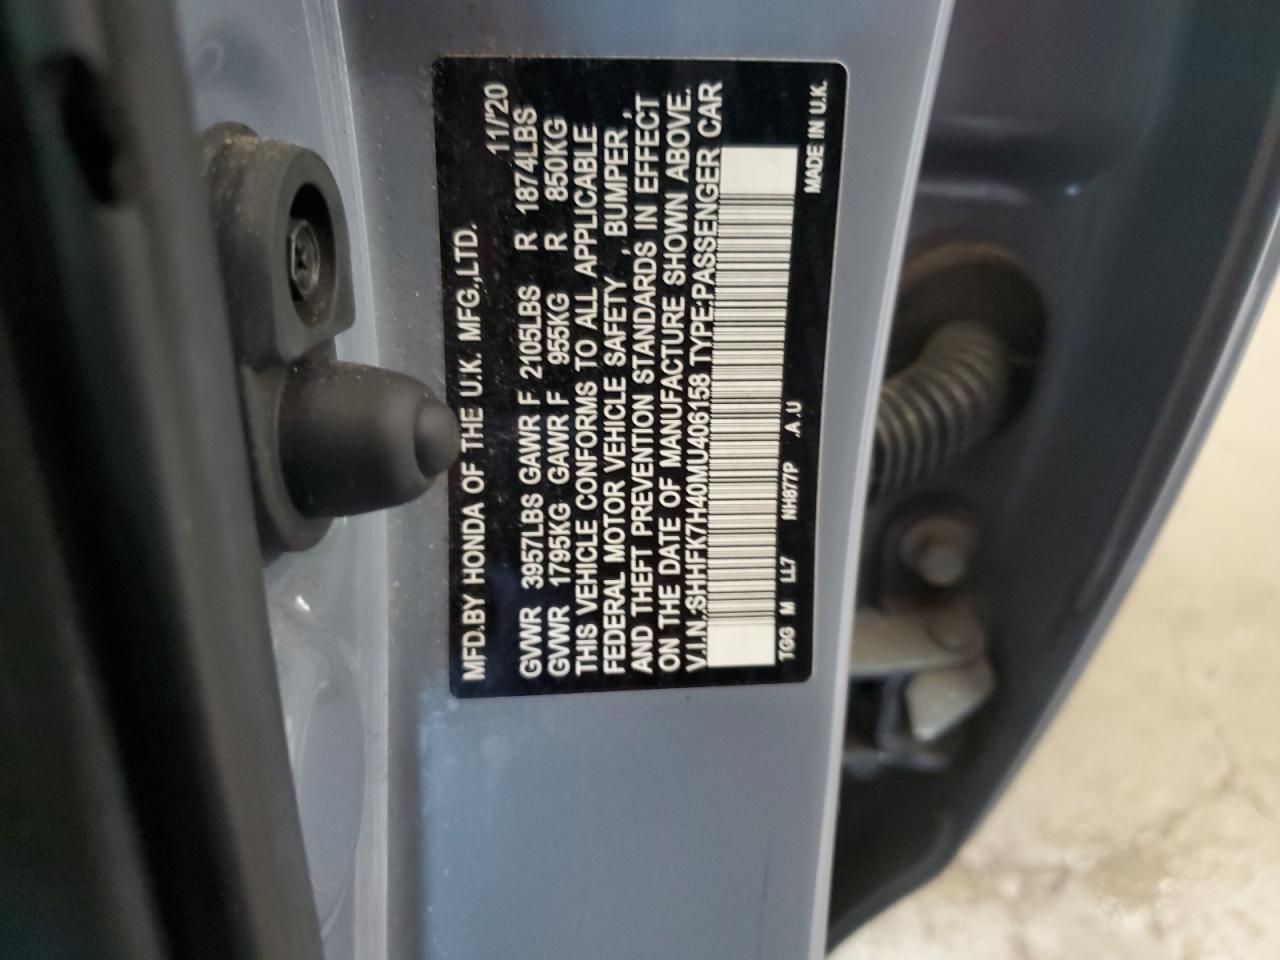 MFD.BY HONDA OF THE U.K. MFG.,LTD. 11/'20
GVWR 3957LBS GAWR F 2105LBS R 1874LBS
GVWR 1795KG GAWR F 955KG R 850KG
THIS VEHICLE CONFORMS TO ALL APPLICABLE
FEDERAL MOTOR VEHICLE SAFETY , BUMPER ,
AND THEFT PREVENTION STANDARDS IN EFFECT
ON THE DATE OF MANUFACTURE SHOWN ABOVE.
V.I.N.:SHHFK7H40MU406158 TYPE:PASSENGER CAR
TGG M LL7 NH877P .A.U MADE IN U.K.